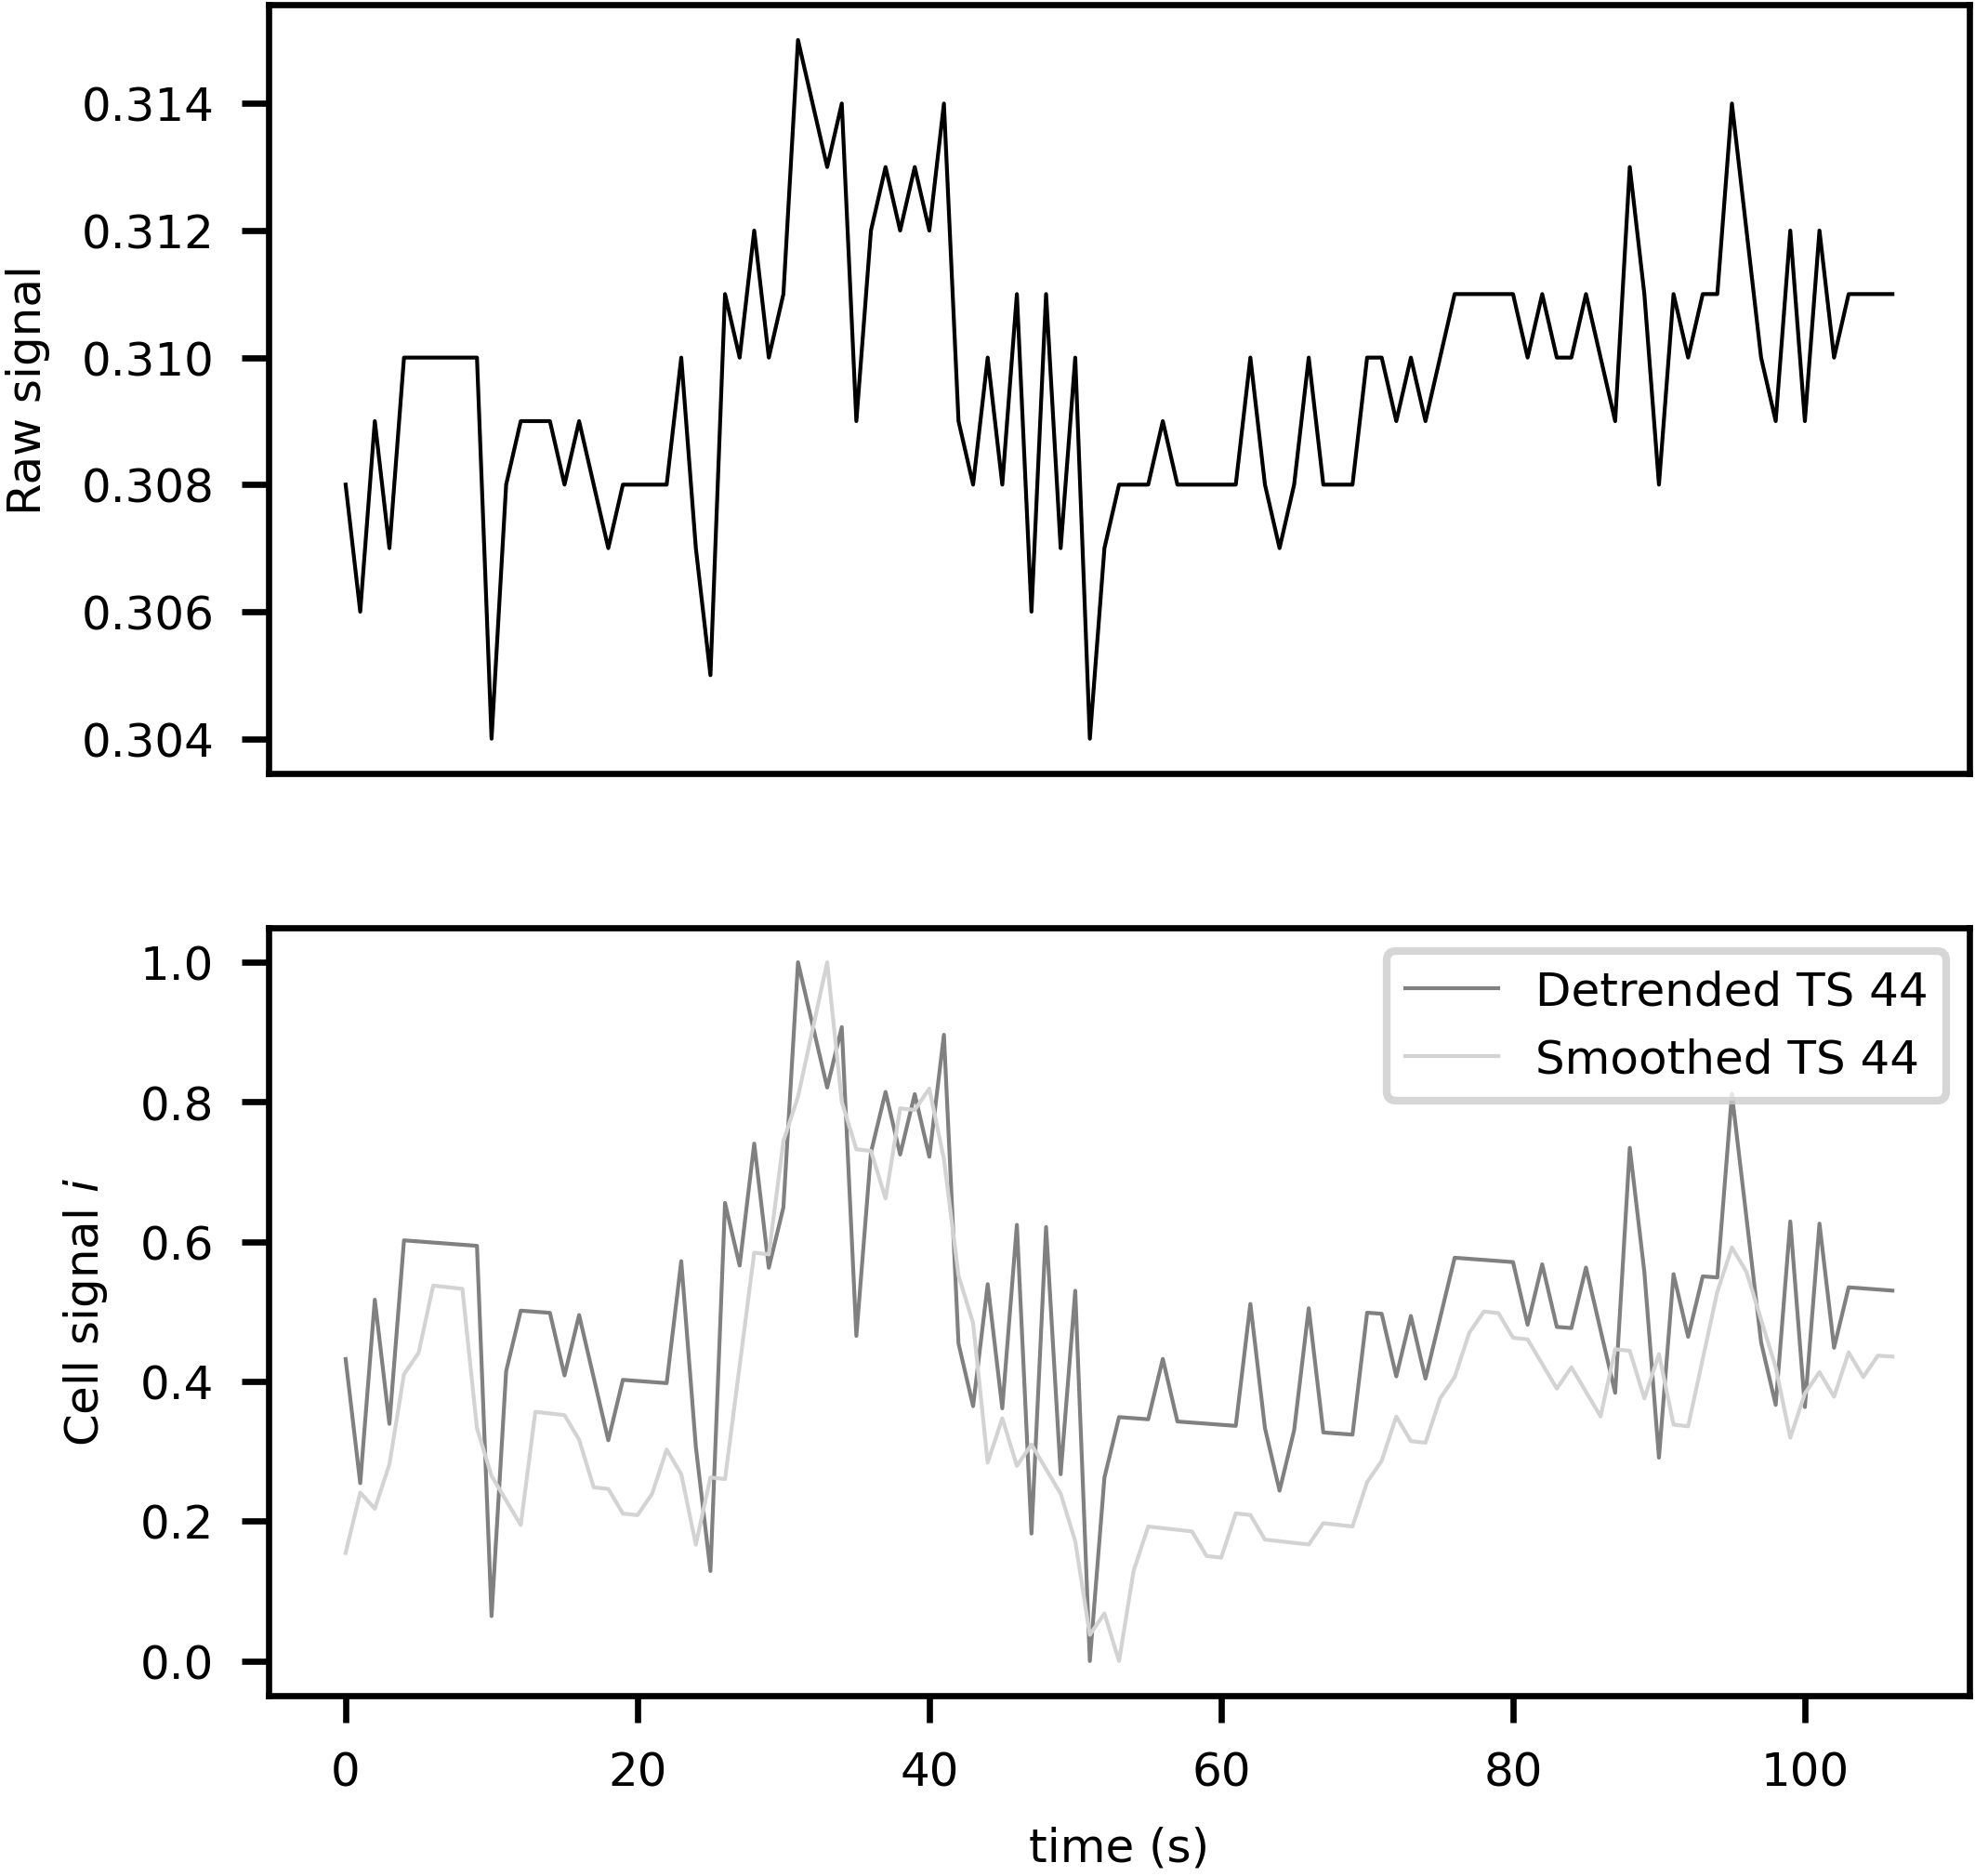 0.314
0.312
0.310
0.308
0.306
0.304
Raw signal
1.0
0.8
0.6
0.4
0.2
0.0
Cell signal i
Detrended TS 44
Smoothed TS 44
0 20 40 60 80 100
time (s)